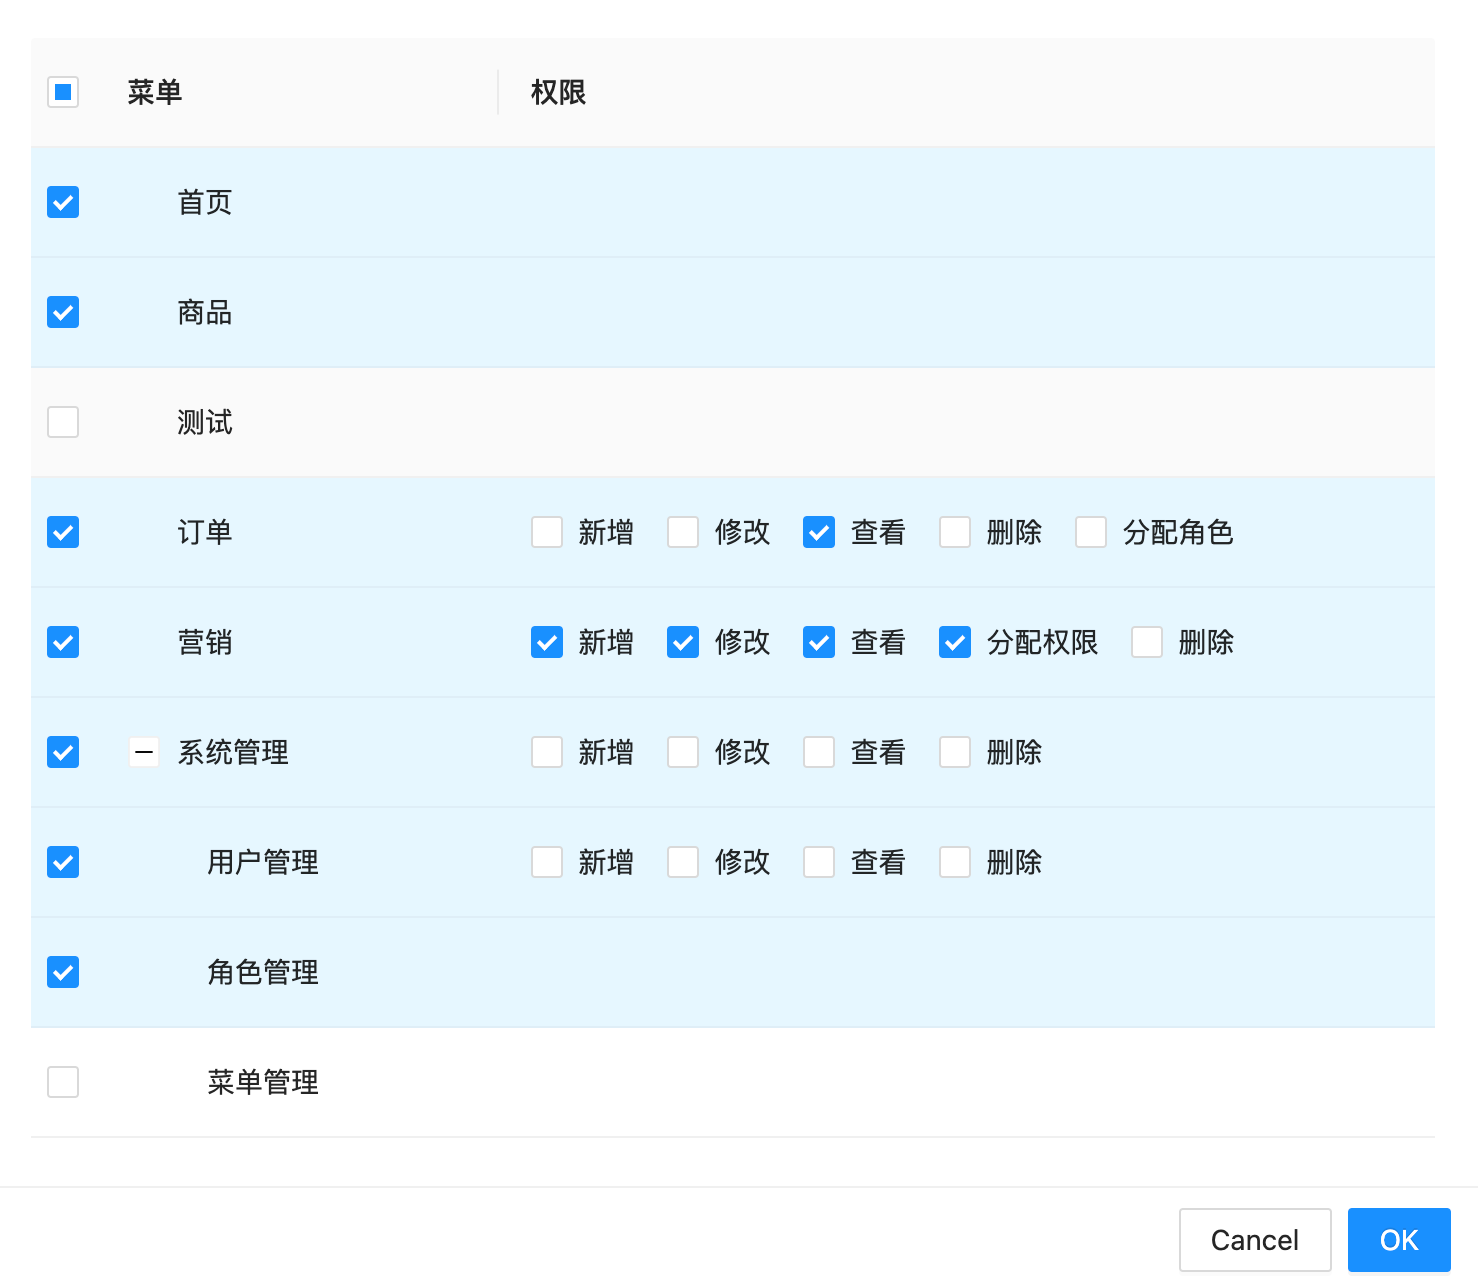 菜单 权限
首页
商品
测试
订单 新增 修改 查看 删除 分配角色
营销 新增 修改 查看 分配权限 删除
系统管理 新增 修改 查看 删除
用户管理 新增 修改 查看 删除
角色管理
菜单管理
Cancel OK